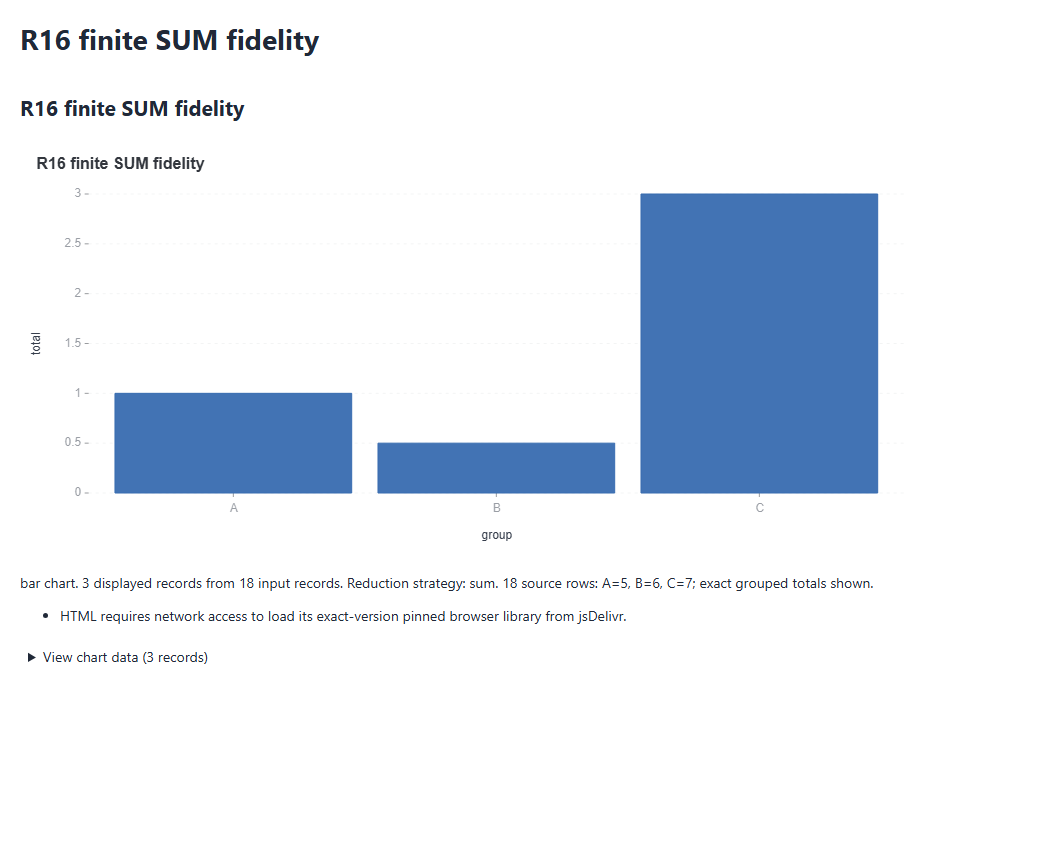 R16 finite SUM fidelity
R16 finite SUM fidelity
R16 finite SUM fidelity
3
2.5
2
1.5
1
0.5
0
total
A
B
C
group
bar chart. 3 displayed records from 18 input records. Reduction strategy: sum. 18 source rows: A=5, B=6, C=7; exact grouped totals shown.
• HTML requires network access to load its exact-version pinned browser library from jsDelivr.
▶ View chart data (3 records)